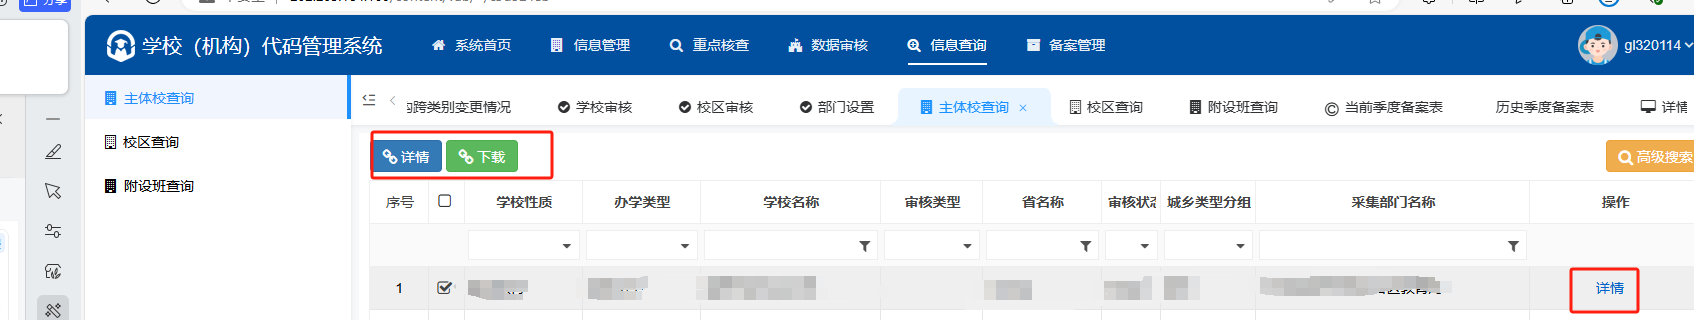 分享
学校（机构）代码管理系统
系统首页
信息管理
重点核查
数据审核
信息查询
备案管理
gl320114
主体校查询
校区查询
附设班查询
跨类别变更情况
学校审核
校区审核
部门设置
主体校查询 ×
校区查询
附设班查询
当前季度备案表
历史季度备案表
详情
详情
下载
高级搜索
序号
学校性质
办学类型
学校名称
审核类型
省名称
审核状态
城乡类型分组
采集部门名称
操作
1
详情